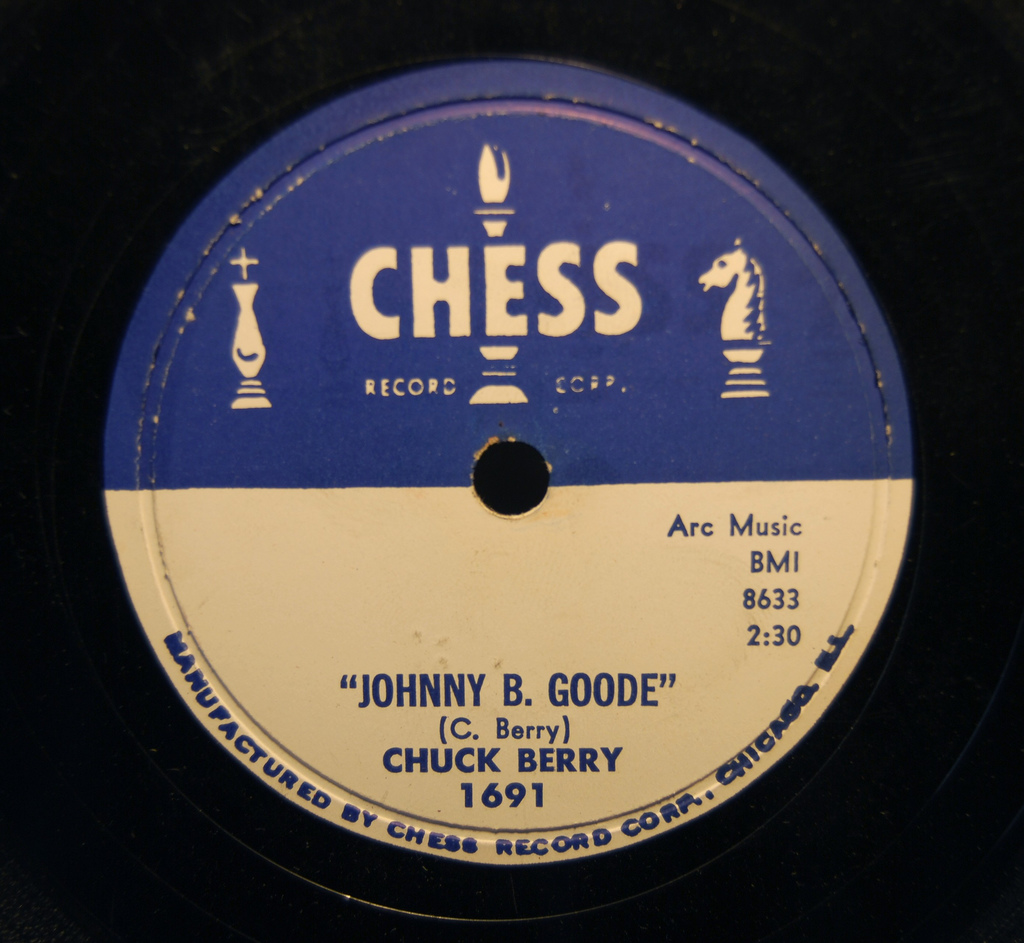 CHESS
RECORD CORP.
Arc Music
BMI
8633
2:30
"JOHNNY B. GOODE"
(C. Berry)
CHUCK BERRY
1691
MANUFACTURED BY CHESS RECORD CORP., CHICAGO, ILL.